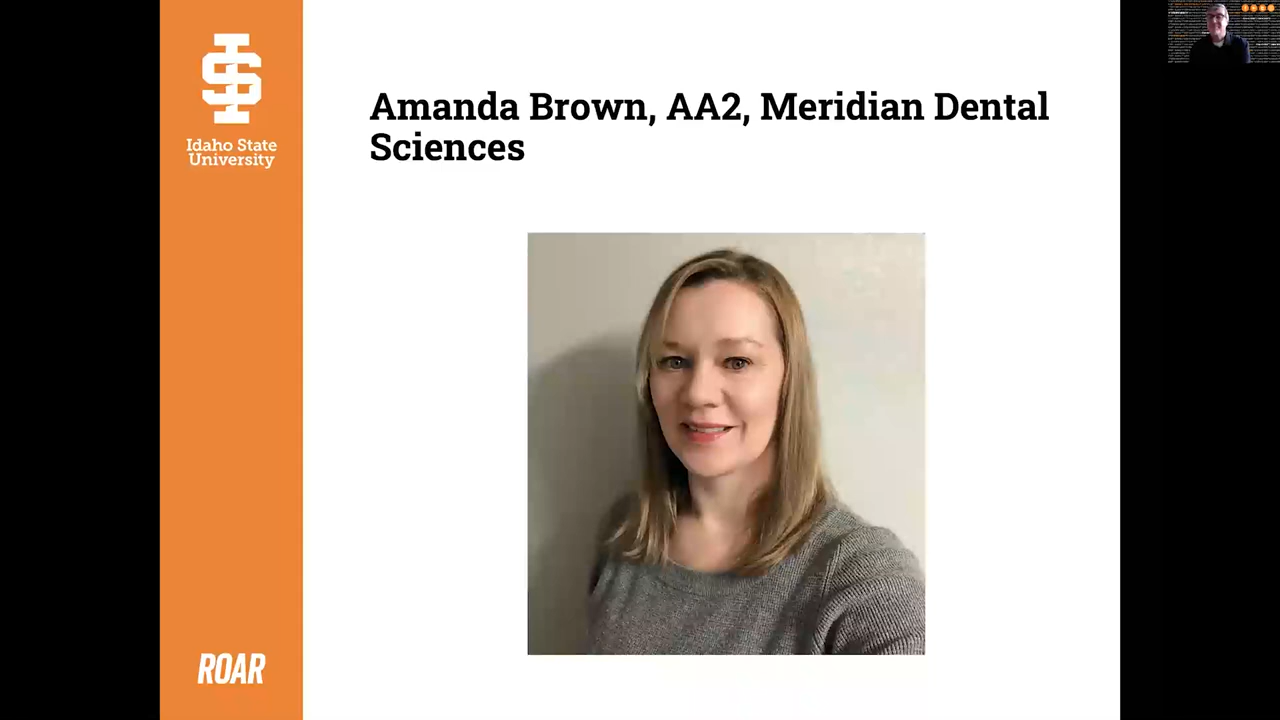 Idaho State
University
Amanda Brown, AA2, Meridian Dental
Sciences
ROAR